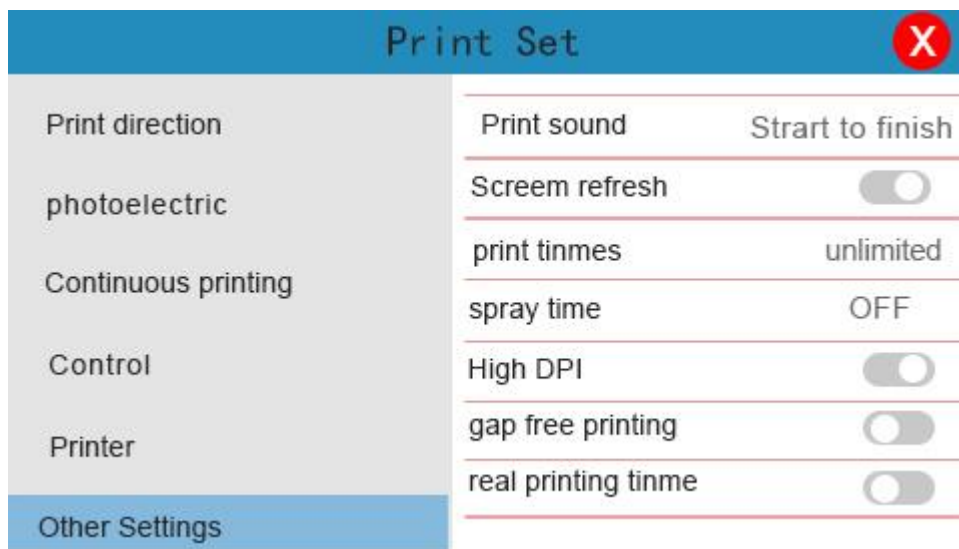 Print Set
X
Print direction
photoelectric
Continuous printing
Control
Printer
Other Settings
Print sound Strart to finish
Screem refresh
print tinmes unlimited
spray time OFF
High DPI
gap free printing
real printing tinme